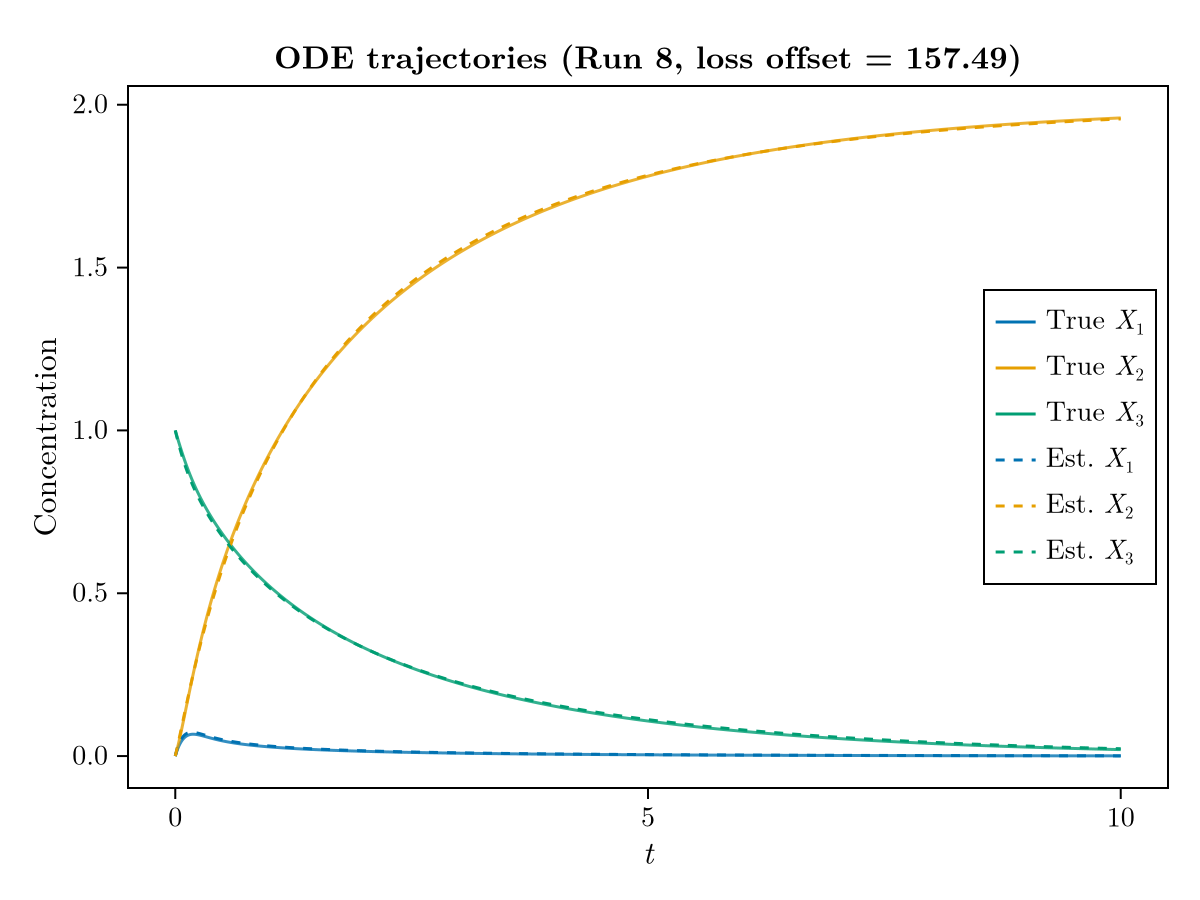 ODE trajectories (Run 8, loss offset = 157.49)
2.0
1.5
1.0
0.5
0.0
Concentration
0
5
10
t
True X₁
True X₂
True X₃
Est. X₁
Est. X₂
Est. X₃